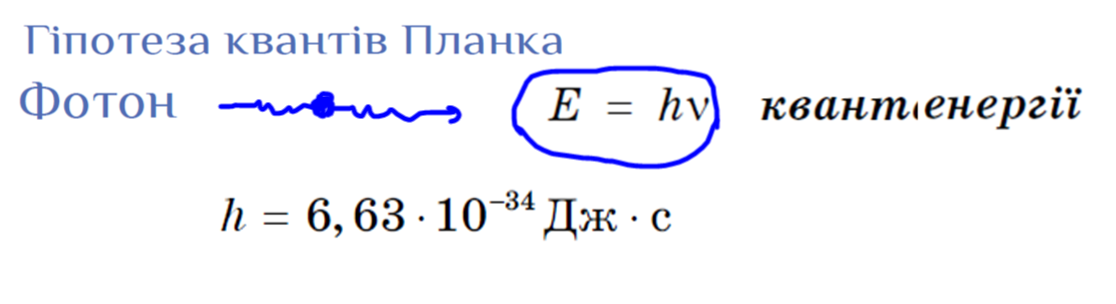 Гіпотеза квантів Планка
Фотон E = hν квант енергії
h = 6,63 · 10⁻³⁴ Дж · с